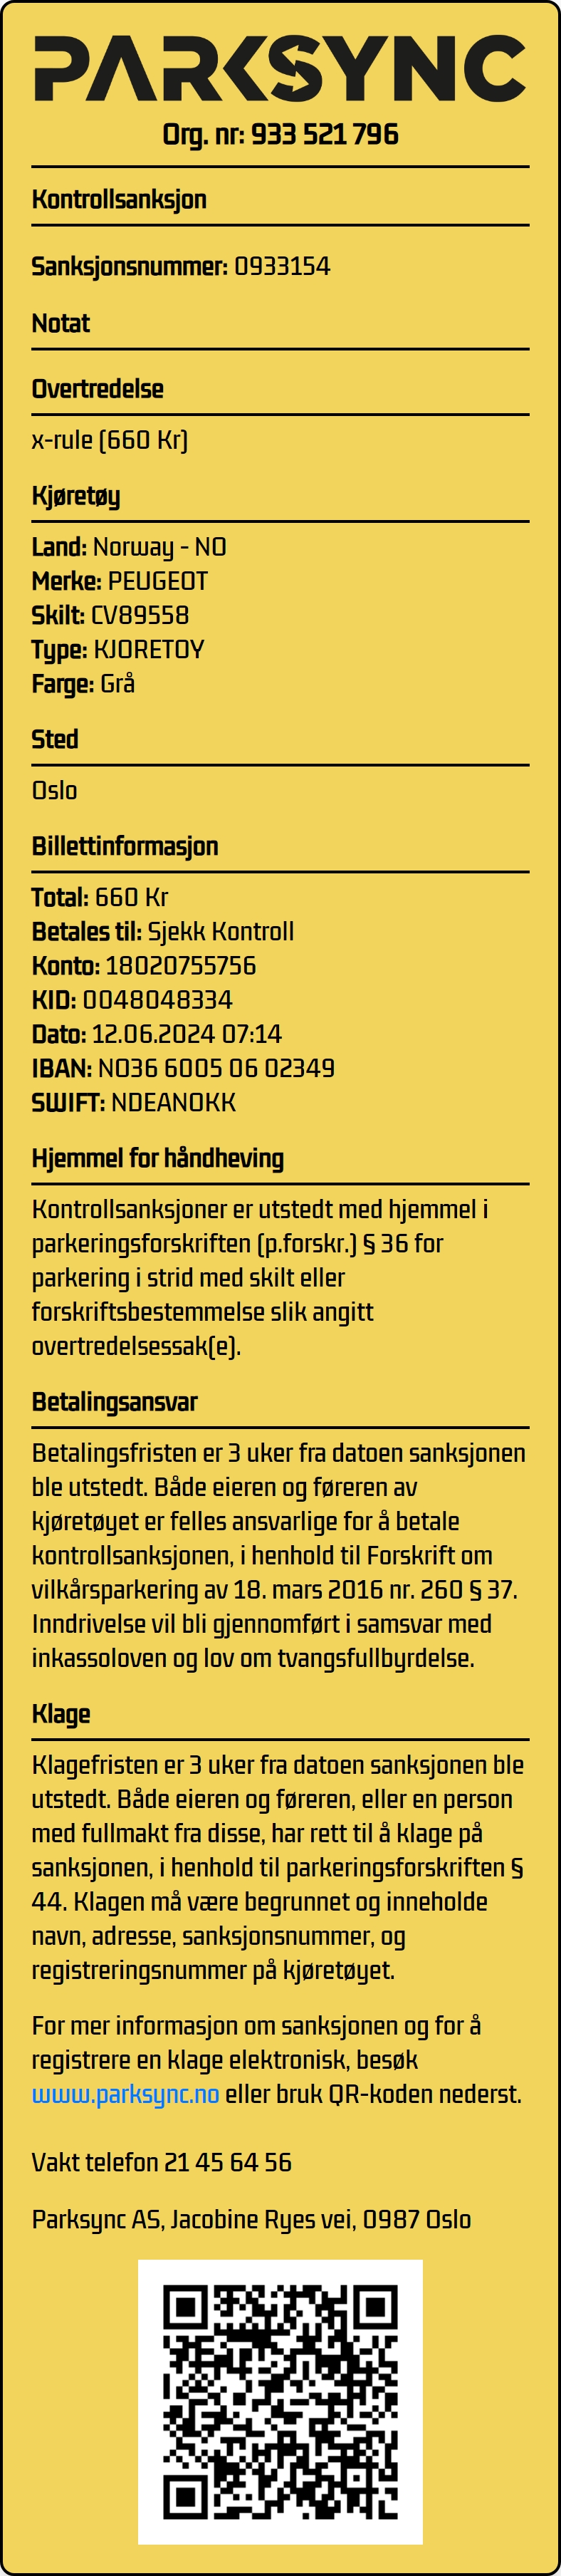 PARKSYNC
Org. nr: 933 521 796
Kontrollsanksjon
Sanksjonsnummer: 0933154
Notat
Overtredelse
x-rule (660 Kr)
Kjøretøy
Land: Norway - NO
Merke: PEUGEOT
Skilt: CV89558
Type: KJORETOY
Farge: Grå
Sted
Oslo
Billettinformasjon
Total: 660 Kr
Betales til: Sjekk Kontroll
Konto: 18020755756
KID: 0048048334
Dato: 12.06.2024 07:14
IBAN: NO36 6005 06 02349
SWIFT: NDEANOKK
Hjemmel for håndheving
Kontrollsanksjoner er utstedt med hjemmel i
parkeringsforskriften (p.forskr.) § 36 for
parkering i strid med skilt eller
forskriftsbestemmelse slik angitt
overtredelsessak(e).
Betalingsansvar
Betalingsfristen er 3 uker fra datoen sanksjonen
ble utstedt. Både eieren og føreren av
kjøretøyet er felles ansvarlige for å betale
kontrollsanksjonen, i henhold til Forskrift om
vilkårsparkering av 18. mars 2016 nr. 260 § 37.
Inndrivelse vil bli gjennomført i samsvar med
inkassoloven og lov om tvangsfullbyrdelse.
Klage
Klagefristen er 3 uker fra datoen sanksjonen ble
utstedt. Både eieren og føreren, eller en person
med fullmakt fra disse, har rett til å klage på
sanksjonen, i henhold til parkeringsforskriften §
44. Klagen må være begrunnet og inneholde
navn, adresse, sanksjonsnummer, og
registreringsnummer på kjøretøyet.
For mer informasjon om sanksjonen og for å
registrere en klage elektronisk, besøk
www.parksync.no eller bruk QR-koden nederst.
Vakt telefon 21 45 64 56
Parksync AS, Jacobine Ryes vei, 0987 Oslo